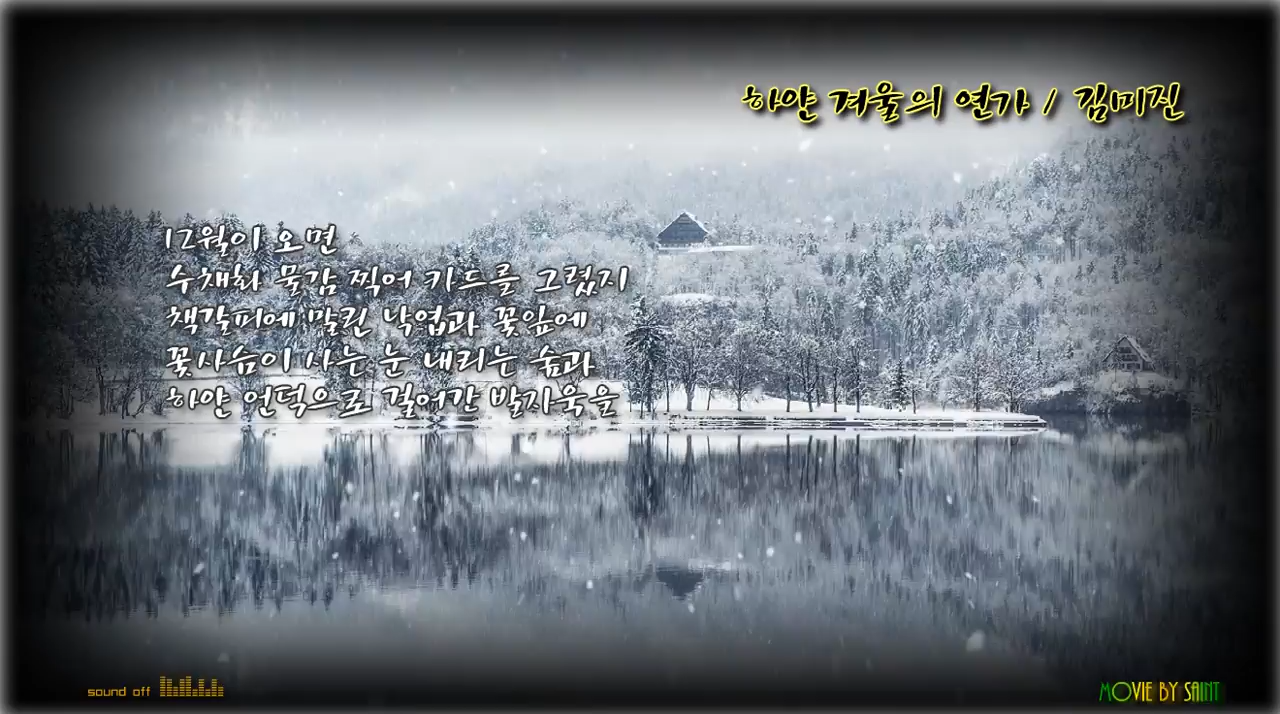 하얀 겨울의 연가 / 김미진
12월이 오면
수채화 물감 찍어 카드를 그렸지
책갈피에 말린 낙엽과 꽃잎에
꽃사슴이 사는 눈 내리는 숲과
하얀 언덕으로 걸어간 발자욱을
sound off
MOVIE BY SAINT